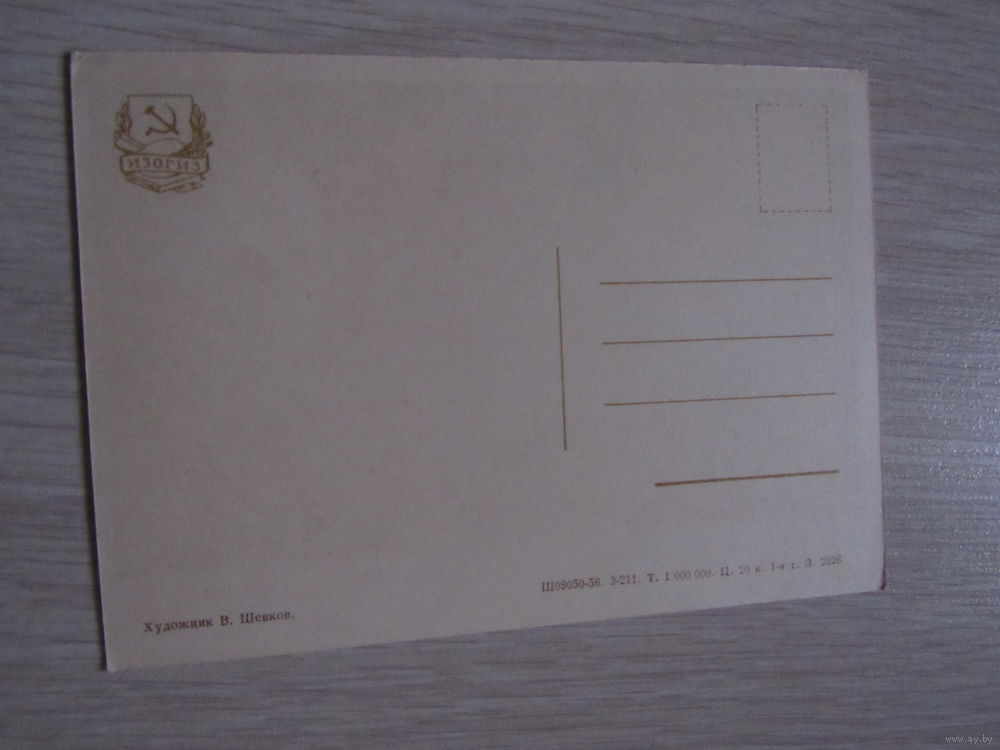 ИЗОГИЗ
Ш09050-56. 3-211. Т. 1 000 000. Ц. 20 к. 1-я т. З. 2026
Художник В. Шевков.
www.ay.by